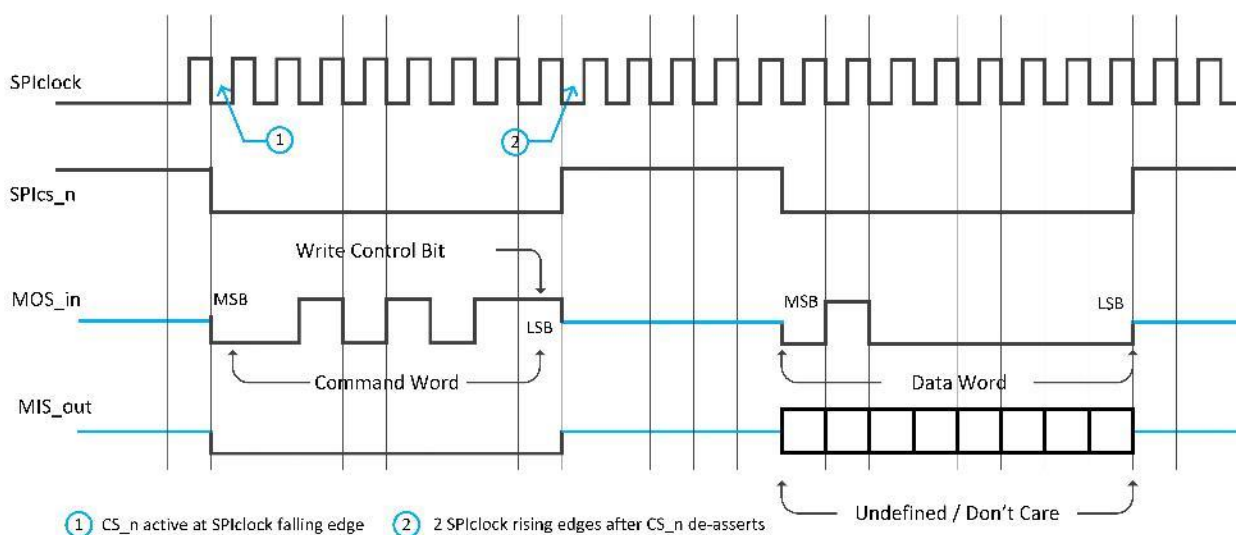 SPIclock
1
2
SPIcs_n
Write Control Bit
MOS_in
MSB
LSB
MSB
LSB
Command Word
Data Word
MIS_out
1 CS_n active at SPIclock falling edge
2 2 SPIclock rising edges after CS_n de-asserts
Undefined / Don't Care